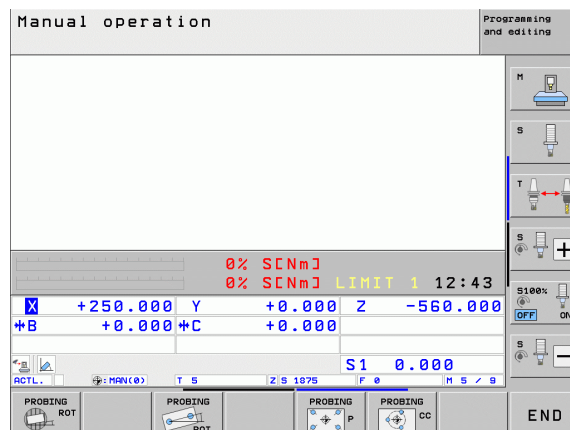 Manual operation
Programming
and editing
M
S
T
S
0% S[Nm]
0% S[Nm] LIMIT 1 12:43
S100%
OFF ON
X +250.000 Y +0.000 Z -560.000
B +0.000 C +0.000
S
S1 0.000
ACTL. : MAN(0) T 5 Z S 1875 F 0 M 5 / 9
PROBING
ROT
PROBING
ROT
PROBING
P
PROBING
CC
END